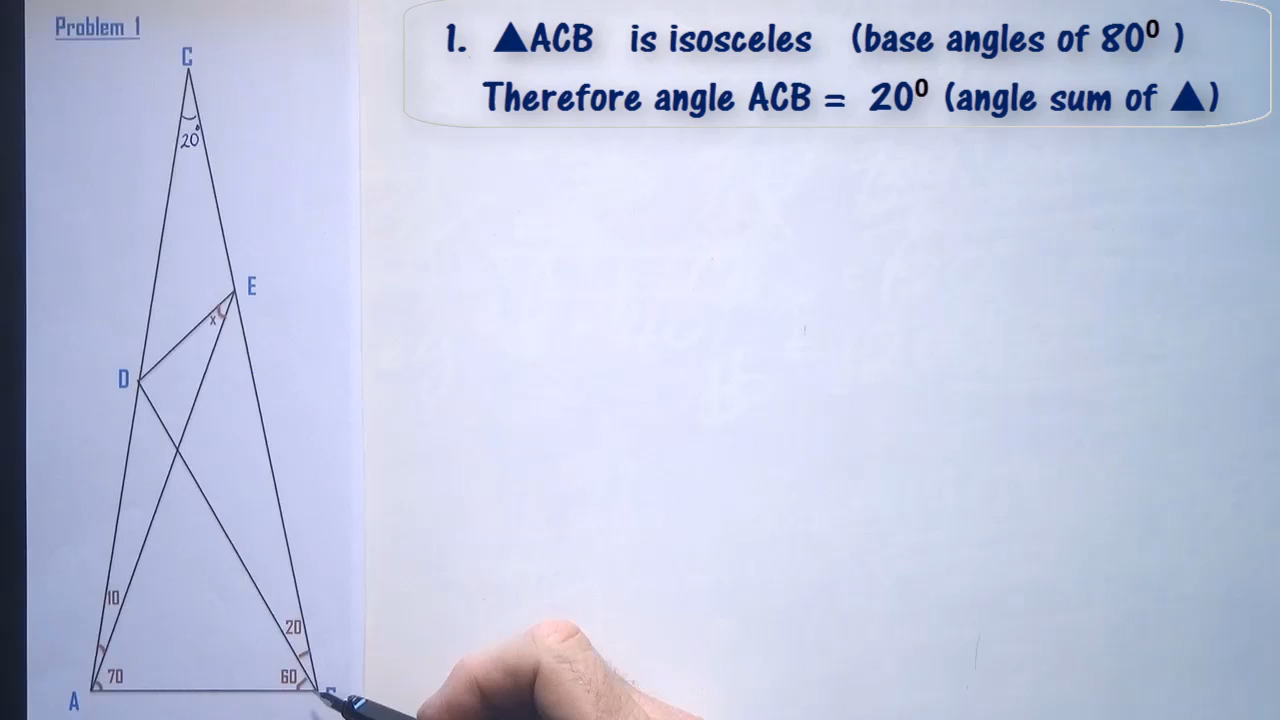 Problem 1
1. ▲ACB is isosceles (base angles of 80⁰ )
Therefore angle ACB = 20⁰ (angle sum of ▲)
C
20°
E
x
D
10
20
70
60
A